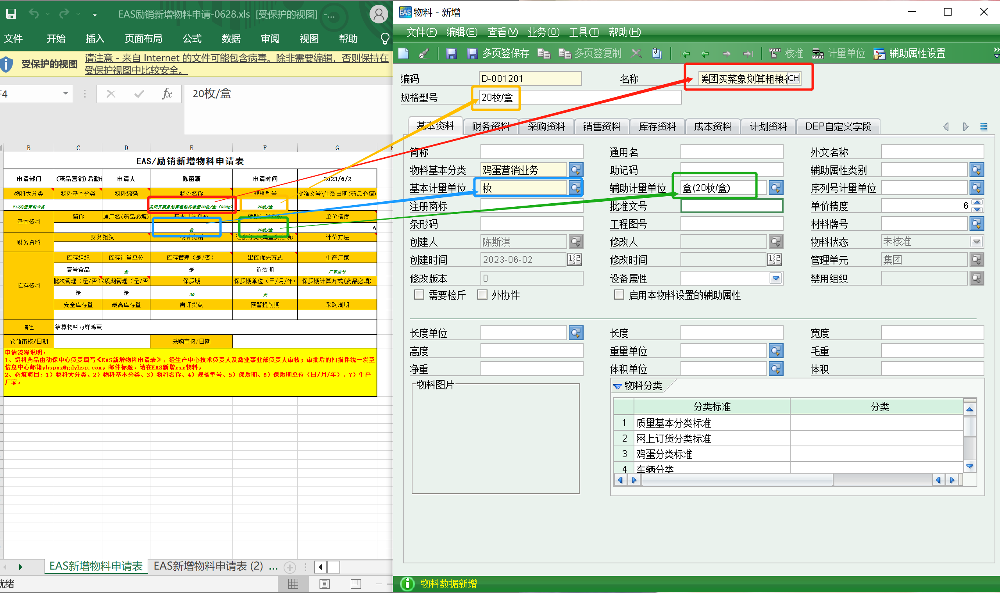 EAS励销新增物料申请-0628.xls [受保护的视图] -...
文件 开始 插入 页面布局 公式 数据 审阅 视图 帮助
受保护的视图
请注意 - 来自 Internet 的文件可能包含病毒。除非需要编辑，否则保持在
受保护视图中比较安全。
F4 fx 20枚/盒
B C D E F G
EAS/励销新增物料申请表
申请部门 (蛋品营销)后勤 申请人 陈丽颖 申请时间 2023/6/2
物料大分类 物料基本分类 物料编码 物料名称 规格型号 批准文号\生效日期(药品必填)
Y12鸡蛋营销业务 美团买菜象划算粗粮谷物蛋20枚/盒（930g） 20枚/盒
基本资料 简称 通用名(药品必填) 基本计量单位 辅助计量单位 单价精度
枚 20枚/盒 6
财务资料 财务组织 核算类别 记账分类(鸡蛋类必填) 计价方法
库存资料
库存组织 库存计量单位 库存管理（是/否） 出库优先方式 生产厂家
壹号食品 盒 是 近效期 广东壹号
批次管理（是/否） 保质期管理（是/否） 保质期 保质期单位（日/月/年） 保质期计算方式(药品必填)
是 是 30 天
安全库存量 最高库存量 再订货点 预警提前期 采购周期
备注 结算物料为鲜鸡蛋
仓储审核/日期 采购审核/日期
申请流程说明：
1、饲料药品由动保中心负责填写《EAS新增物料申请表》，经生产中心技术负责人及禽业事业部负责人审核；审批后的扫描件统一发至
信息中心邮箱yhspxx@gdyhsp.com；邮件标题：请在EAS新增xxx物料；
2、必填项目：1）物料大分类、2）物料基本分类、3）物料名称、4）规格型号、5）保质期、6）保质期单位（日/月/年）、7）生产
厂家。
EAS新增物料申请表 EAS新增物料申请表 (2) ...
就绪
EAS 物料 - 新增
文件(F) 编辑(E) 查看(V) 业务(O) 工具(T) 帮助(H)
多页签保存 多页签复制 核准 计量单位 辅助属性设置
编码 D-001201 名称 美团买菜象划算粗粮 CH
规格型号 20枚/盒
基本资料 财务资料 采购资料 销售资料 库存资料 成本资料 计划资料 DEP自定义字段
简称 通用名 外文名称
物料基本分类 鸡蛋营销业务 助记码 辅助属性类别
基本计量单位 枚 辅助计量单位 盒(20枚/盒) 序列号计量单位
注册商标 批准文号 单价精度 6
条形码 工程图号 材料牌号
创建人 陈斯淇 修改人 物料状态 未核准
创建时间 2023-06-02 12 修改时间 12 管理单元 集团
修改版本 0 设备属性 禁用组织
需要检斤 外协件 启用本物料设置的辅助属性
长度单位 长度 宽度
高度 重量单位 毛重
净重 体积单位 体积
物料图片 物料分类
分类标准 分类
1 质量基本分类标准
2 网上订货分类标准
3 鸡蛋分类标准
4 车辆分类
物料数据新增